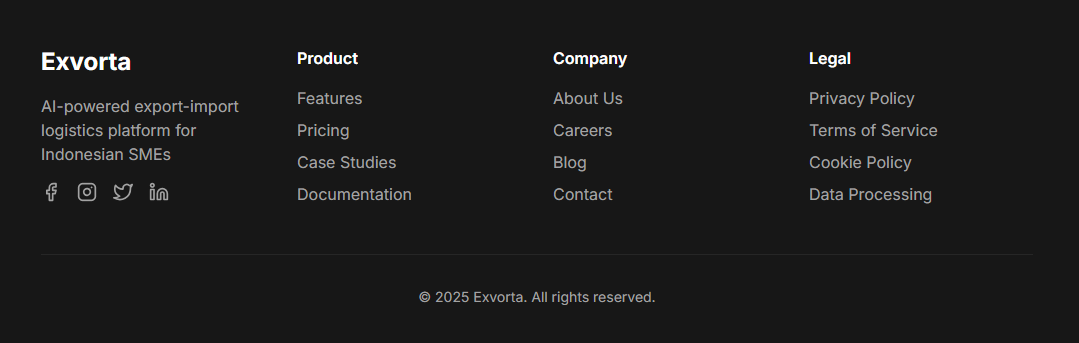 Exvorta
AI-powered export-import
logistics platform for
Indonesian SMEs
Product
Features
Pricing
Case Studies
Documentation
Company
About Us
Careers
Blog
Contact
Legal
Privacy Policy
Terms of Service
Cookie Policy
Data Processing
© 2025 Exvorta. All rights reserved.